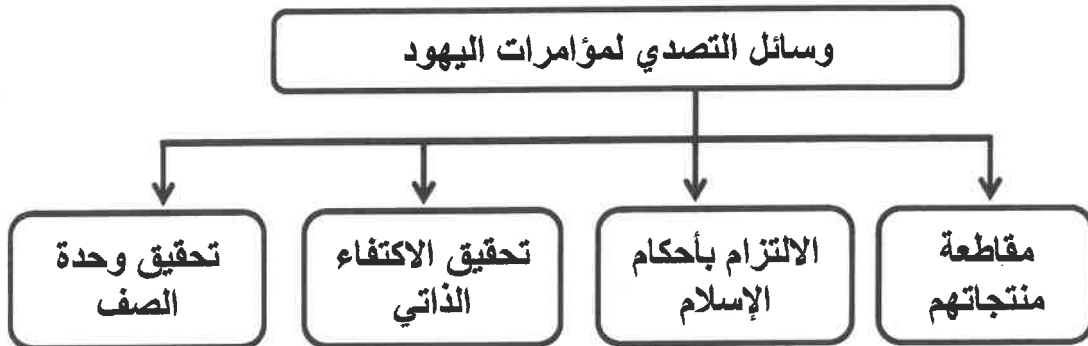 وسائل التصدي لمؤامرات اليهود
مقاطعة
منتجاتهم
الالتزام بأحكام
الإسلام
تحقيق الاكتفاء
الذاتي
تحقيق وحدة
الصف